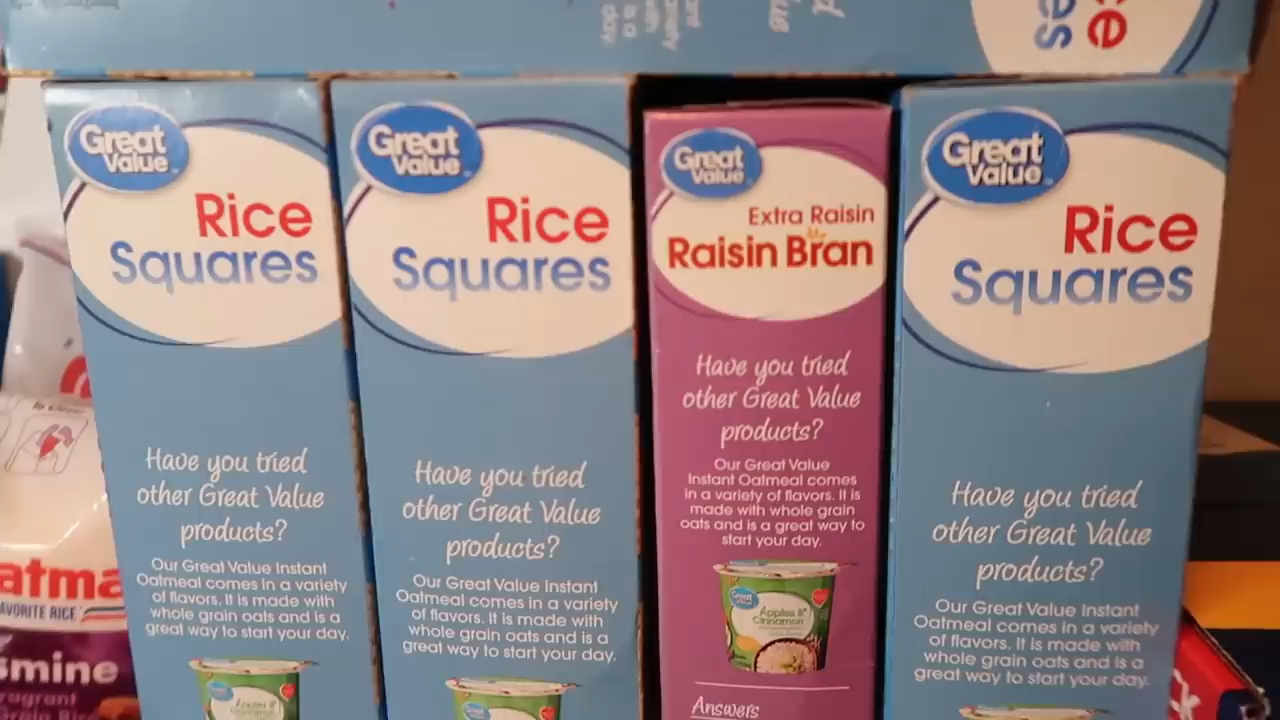 ce
es
Great
Value
Rice
Squares
Have you tried
other Great Value
products?
Our Great Value Instant
Oatmeal comes in a variety
of flavors. It is made with
whole grain oats and is a
great way to start your day.
Great
Value
Rice
Squares
Have you tried
other Great Value
products?
Our Great Value Instant
Oatmeal comes in a variety
of flavors. It is made with
whole grain oats and is a
great way to start your day.
Great
Value
Great
Value
Extra Raisin
Raisin Bran
Have you tried
other Great Value
products?
Our Great Value
Instant Oatmeal comes
in a variety of flavors. It is
made with whole grain
oats and is a great way to
start your day.
Great
Value
Apples &
Cinnamon
Answers
Great
Value
Rice
Squares
Have you tried
other Great Value
products?
Our Great Value Instant
Oatmeal comes in a variety
of flavors. It is made with
whole grain oats and is a
great way to start your day.
atma
AVORITE RICE
smine
ragrant